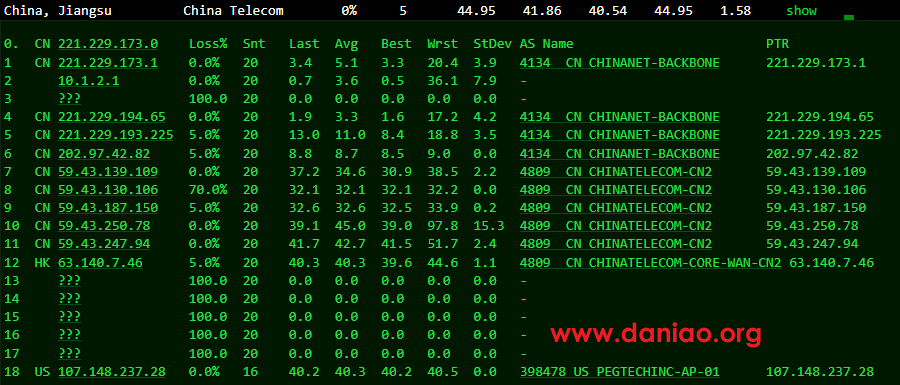 China, Jiangsu China Telecom 0% 5 44.95 41.86 40.54 44.95 1.58 show
0. CN 221.229.173.0 Loss% Snt Last Avg Best Wrst StDev AS Name PTR
1 CN 221.229.173.1 0.0% 20 3.4 5.1 3.3 20.4 3.9 4134 CN CHINANET-BACKBONE 221.229.173.1
2 10.1.2.1 0.0% 20 0.7 3.6 0.5 36.1 7.9 -
3 ??? 100.0 20 0.0 0.0 0.0 0.0 0.0 -
4 CN 221.229.194.65 0.0% 20 1.9 3.3 1.6 17.2 4.2 4134 CN CHINANET-BACKBONE 221.229.194.65
5 CN 221.229.193.225 5.0% 20 13.0 11.0 8.4 18.8 3.5 4134 CN CHINANET-BACKBONE 221.229.193.225
6 CN 202.97.42.82 5.0% 20 8.8 8.7 8.5 9.0 0.0 4134 CN CHINANET-BACKBONE 202.97.42.82
7 CN 59.43.139.109 0.0% 20 37.2 34.6 30.9 38.5 2.2 4809 CN CHINATELECOM-CN2 59.43.139.109
8 CN 59.43.130.106 70.0% 20 32.1 32.1 32.1 32.2 0.0 4809 CN CHINATELECOM-CN2 59.43.130.106
9 CN 59.43.187.150 5.0% 20 32.6 32.6 32.5 33.9 0.2 4809 CN CHINATELECOM-CN2 59.43.187.150
10 CN 59.43.250.78 0.0% 20 39.1 45.0 39.0 97.8 15.3 4809 CN CHINATELECOM-CN2 59.43.250.78
11 CN 59.43.247.94 0.0% 20 41.7 42.7 41.5 51.7 2.4 4809 CN CHINATELECOM-CN2 59.43.247.94
12 HK 63.140.7.46 5.0% 20 40.3 40.3 39.6 44.6 1.1 4809 CN CHINATELECOM-CORE-WAN-CN2 63.140.7.46
13 ??? 100.0 20 0.0 0.0 0.0 0.0 0.0 -
14 ??? 100.0 20 0.0 0.0 0.0 0.0 0.0 -
15 ??? 100.0 20 0.0 0.0 0.0 0.0 0.0 -
16 ??? 100.0 20 0.0 0.0 0.0 0.0 0.0 -
www.daniao.org
17 ??? 100.0 20 0.0 0.0 0.0 0.0 0.0 -
18 US 107.148.237.28 0.0% 16 40.2 40.3 40.2 40.5 0.0 398478 US PEGTECHINC-AP-01 107.148.237.28